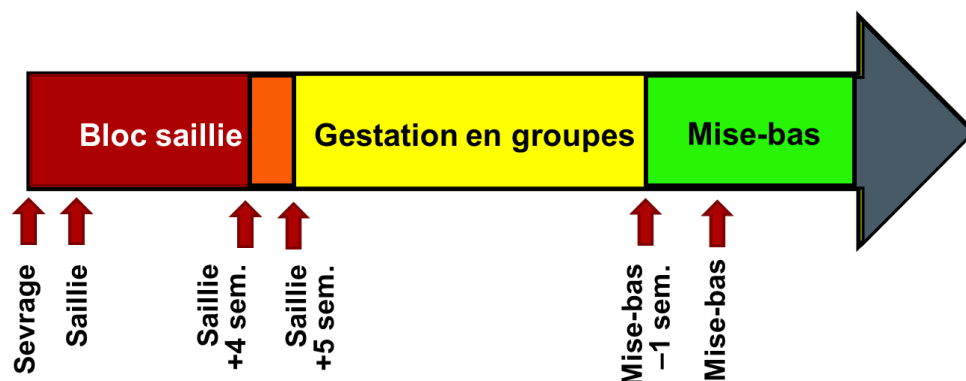 Bloc saillie
Gestation en groupes
Mise-bas
Sevrage
Saillie
Saillie
+4 sem.
Saillie
+5 sem.
Mise-bas
–1 sem.
Mise-bas